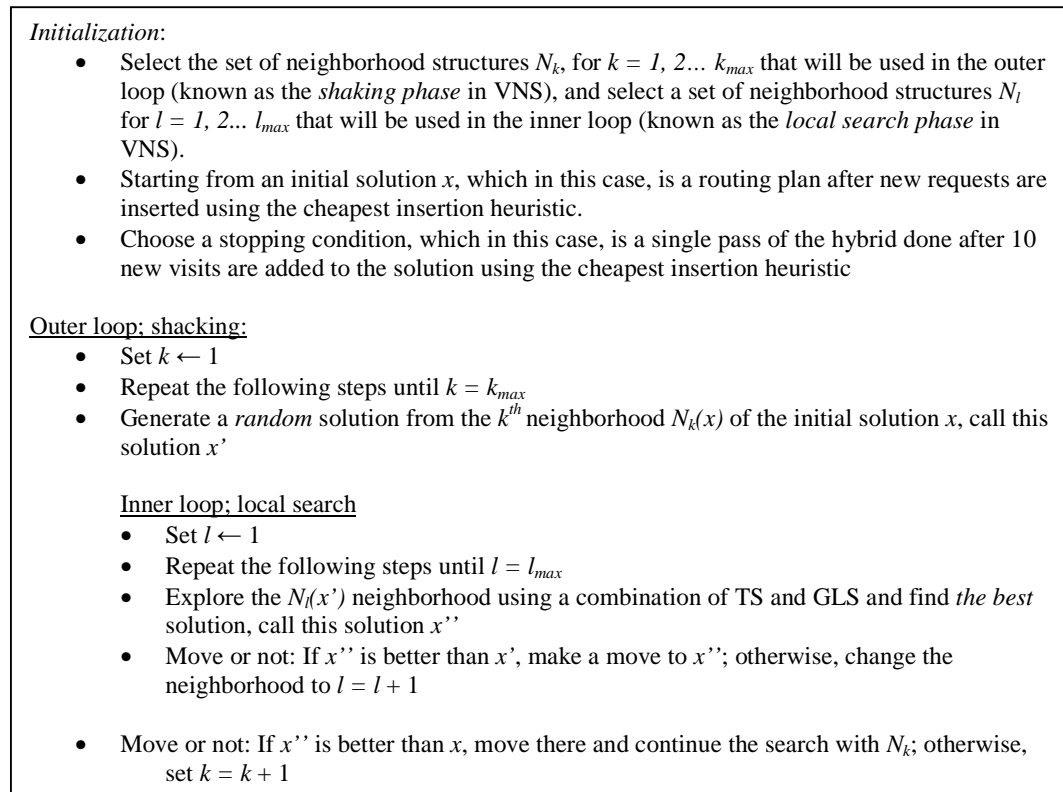 Initialization:
• Select the set of neighborhood structures Nk, for k = 1, 2... kmax that will be used in the outer
loop (known as the shaking phase in VNS), and select a set of neighborhood structures Nl
for l = 1, 2... lmax that will be used in the inner loop (known as the local search phase in
VNS).
• Starting from an initial solution x, which in this case, is a routing plan after new requests are
inserted using the cheapest insertion heuristic.
• Choose a stopping condition, which in this case, is a single pass of the hybrid done after 10
new visits are added to the solution using the cheapest insertion heuristic
Outer loop; shacking:
• Set k ← 1
• Repeat the following steps until k = kmax
• Generate a random solution from the kth neighborhood Nk(x) of the initial solution x, call this
solution x’
Inner loop; local search
• Set l ← 1
• Repeat the following steps until l = lmax
• Explore the Nl(x’) neighborhood using a combination of TS and GLS and find the best
solution, call this solution x’’
• Move or not: If x’’ is better than x’, make a move to x’’; otherwise, change the
neighborhood to l = l + 1
• Move or not: If x’’ is better than x, move there and continue the search with Nk; otherwise,
set k = k + 1